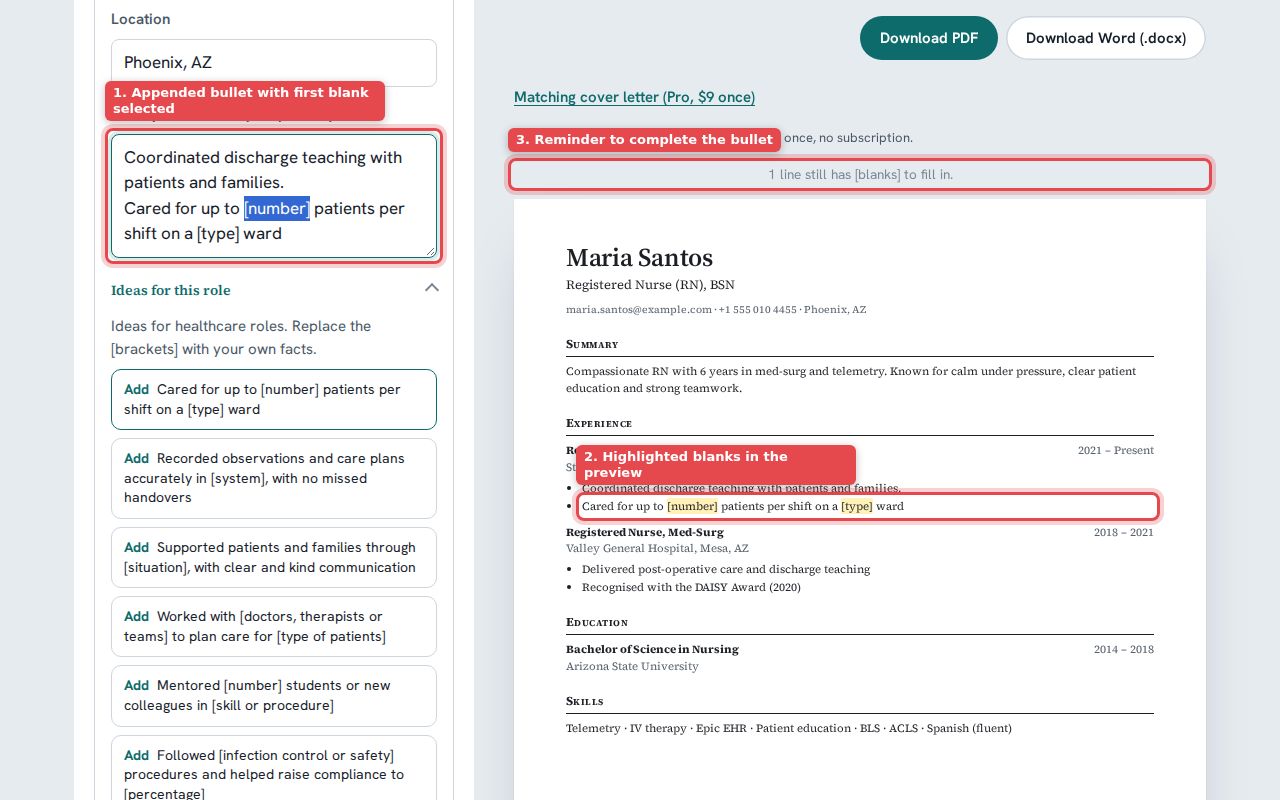 Location
Phoenix, AZ
1. Appended bullet with first blank
selected
Coordinated discharge teaching with
patients and families.
Cared for up to [number] patients per
shift on a [type] ward
Ideas for this role
Ideas for healthcare roles. Replace the
[brackets] with your own facts.
Add Cared for up to [number] patients per
shift on a [type] ward
Add Recorded observations and care plans
accurately in [system], with no missed
handovers
Add Supported patients and families through
[situation], with clear and kind communication
Add Worked with [doctors, therapists or
teams] to plan care for [type of patients]
Add Mentored [number] students or new
colleagues in [skill or procedure]
Add Followed [infection control or safety]
procedures and helped raise compliance to
[percentage]
Download PDF
Download Word (.docx)
Matching cover letter (Pro, $9 once)
3. Reminder to complete the bullet
once, no subscription.
1 line still has [blanks] to fill in.
Maria Santos
Registered Nurse (RN), BSN
maria.santos@example.com · +1 555 010 4455 · Phoenix, AZ
Summary
Compassionate RN with 6 years in med-surg and telemetry. Known for calm under pressure, clear patient
education and strong teamwork.
Experience
2021 – Present
2. Highlighted blanks in the
preview
Coordinated discharge teaching with patients and families.
Cared for up to [number] patients per shift on a [type] ward
Registered Nurse, Med-Surg 2018 – 2021
Valley General Hospital, Mesa, AZ
• Delivered post-operative care and discharge teaching
• Recognised with the DAISY Award (2020)
Education
Bachelor of Science in Nursing 2014 – 2018
Arizona State University
Skills
Telemetry · IV therapy · Epic EHR · Patient education · BLS · ACLS · Spanish (fluent)